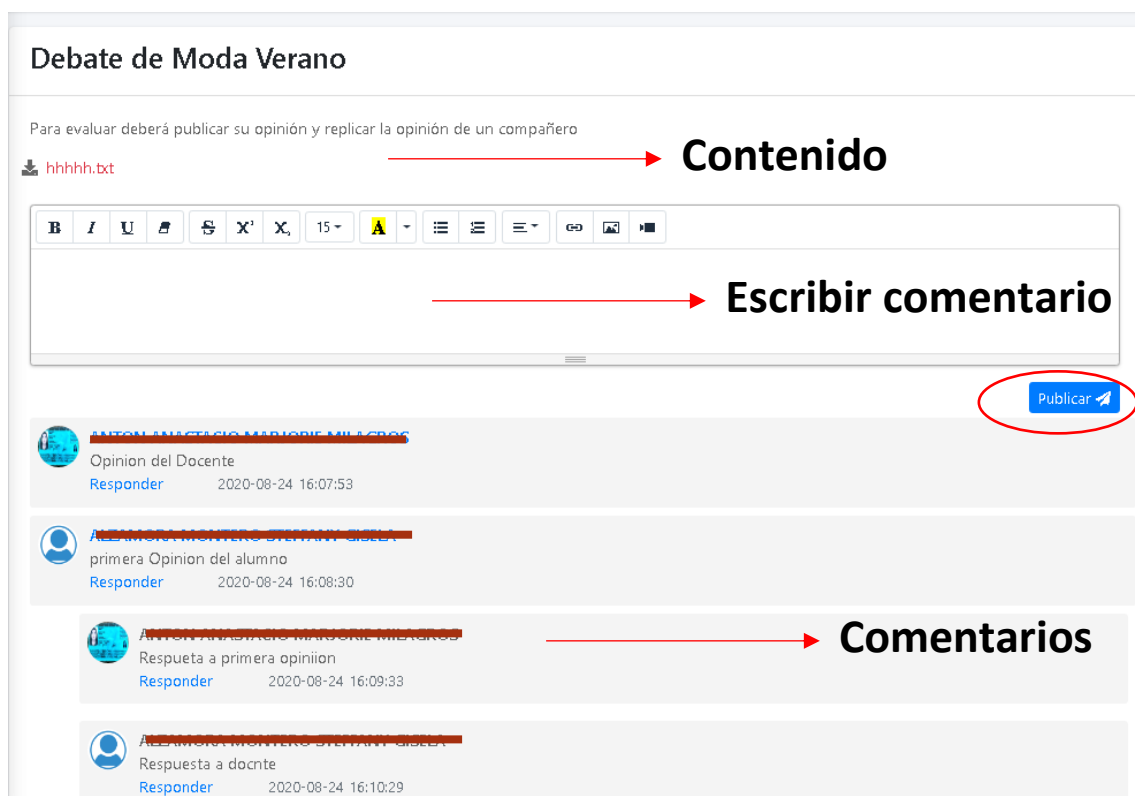 Debate de Moda Verano
Para evaluar deberá publicar su opinión y replicar la opinión de un compañero
hhhhh.txt
Contenido
B I U S X² X₂ 15 A
Escribir comentario
Publicar
Opinion del Docente
Responder 2020-08-24 16:07:53
primera Opinion del alumno
Responder 2020-08-24 16:08:30
Comentarios
Respueta a primera opiniion
Responder 2020-08-24 16:09:33
Respuesta a docnte
Responder 2020-08-24 16:10:29